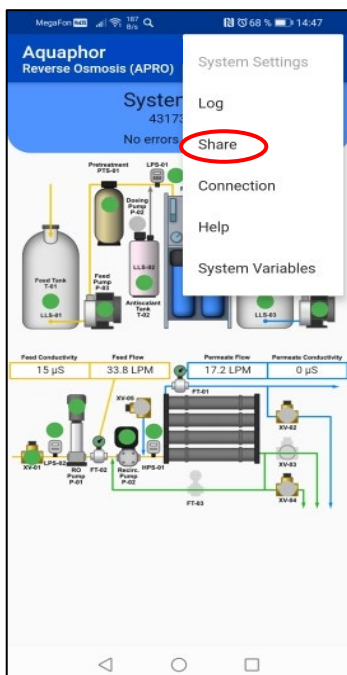 MegaFon 187 B/s 68 % 14:47
Aquaphor
Reverse Osmosis (APRO)
System Settings
Log
Share
Connection
Help
System Variables
System
43173
No errors
Pretreatment
PTS-01
LPS-01
Dosing
Pump
P-02
LLS-02
Feed Tank
T-01
Feed
Pump
P-03
Antiscalant
Tank
T-02
LLS-01
LLS-03
Feed Conductivity Feed Flow Permeate Flow Permeate Conductivity
15 µS 33.8 LPM 17.2 LPM 0 µS
FT-01
XV-05
XV-02
XV-01 LPS-02 RO
Pump
P-01 FT-02 Recirc.
Pump
P-02 HPS-01
XV-03
FT-03
XV-04